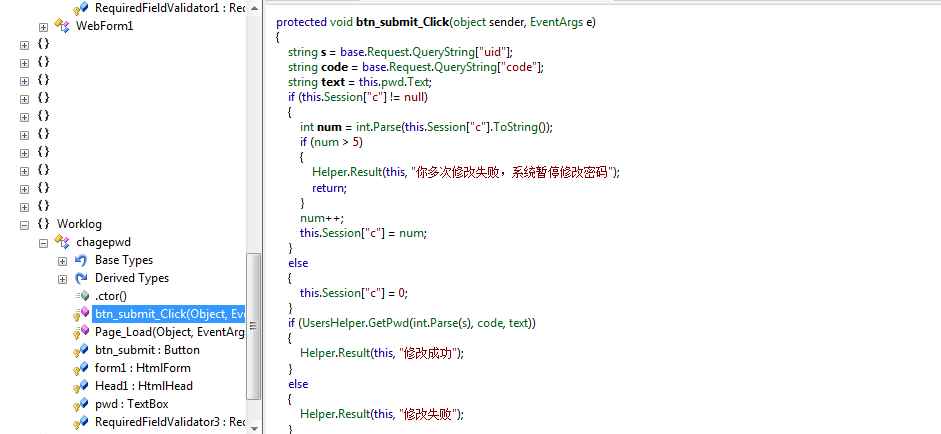 RequiredFieldValidator1 : Rec
WebForm1
{}
{}
{}
{}
{}
{}
{}
{}
{}
{}
{} Worklog
chagepwd
Base Types
Derived Types
.ctor()
btn_submit_Click(Object, Eve
Page_Load(Object, EventArg
btn_submit : Button
form1 : HtmlForm
Head1 : HtmlHead
pwd : TextBox
RequiredFieldValidator3 : Rec
protected void btn_submit_Click(object sender, EventArgs e)
{
string s = base.Request.QueryString["uid"];
string code = base.Request.QueryString["code"];
string text = this.pwd.Text;
if (this.Session["c"] != null)
{
int num = int.Parse(this.Session["c"].ToString());
if (num > 5)
{
Helper.Result(this, "你多次修改失败，系统暂停修改密码");
return;
}
num++;
this.Session["c"] = num;
}
else
{
this.Session["c"] = 0;
}
if (UsersHelper.GetPwd(int.Parse(s), code, text))
{
Helper.Result(this, "修改成功");
}
else
{
Helper.Result(this, "修改失败");
}